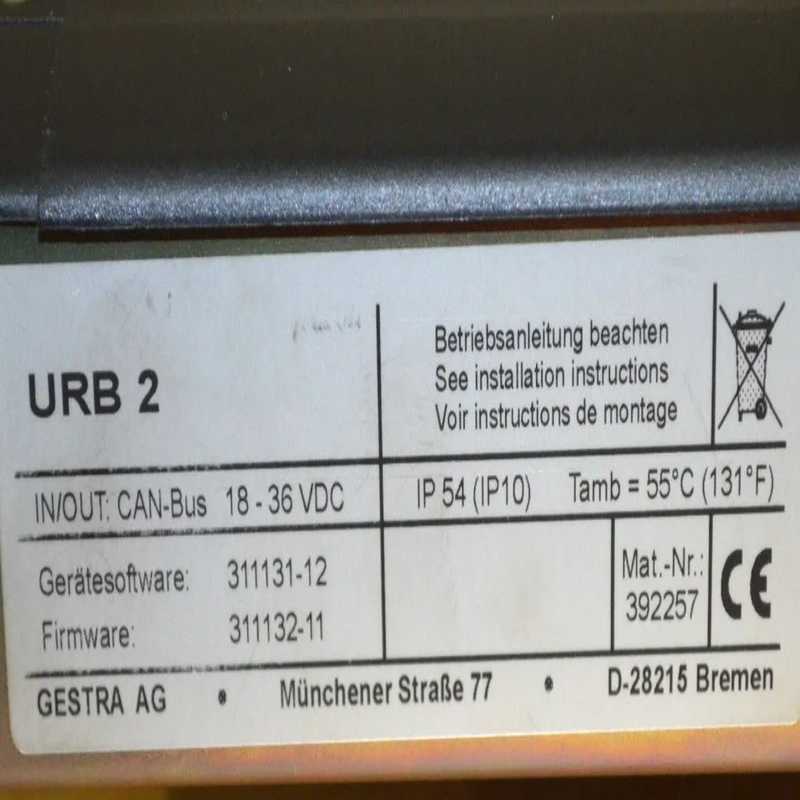 URB 2
Betriebsanleitung beachten
See installation instructions
Voir instructions de montage
IN/OUT: CAN-Bus 18 - 36 VDC
IP 54 (IP10) Tamb = 55°C (131°F)
Gerätesoftware: 311131-12
Firmware: 311132-11
Mat.-Nr.:
392257
CE
GESTRA AG • Münchener Straße 77 • D-28215 Bremen